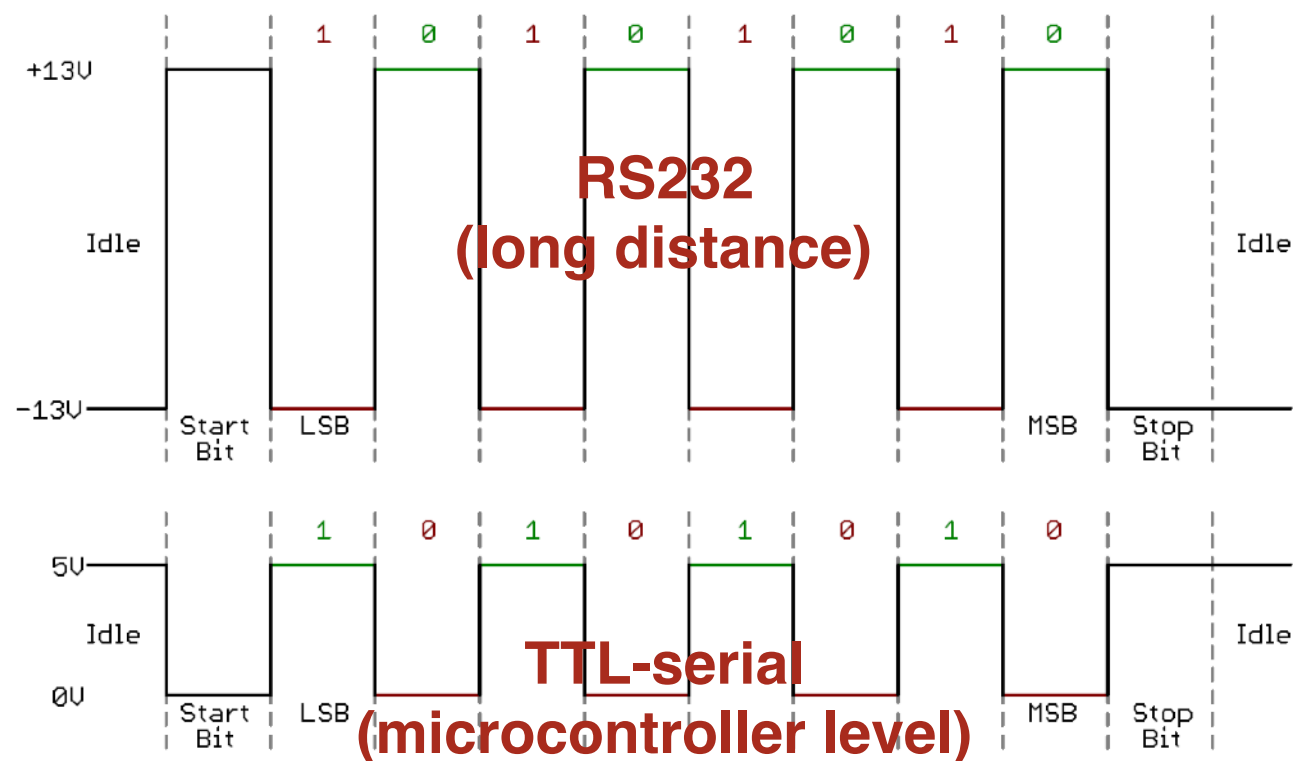 1 0 1 0 1 0 1 0
+13V
RS232
(long distance)
Idle
Idle
-13V
Start
Bit
LSB
MSB
Stop
Bit
1 0 1 0 1 0 1 0
5V
Idle
Idle
TTL-serial
0V
Start
Bit
LSB
(microcontroller level)
MSB
Stop
Bit